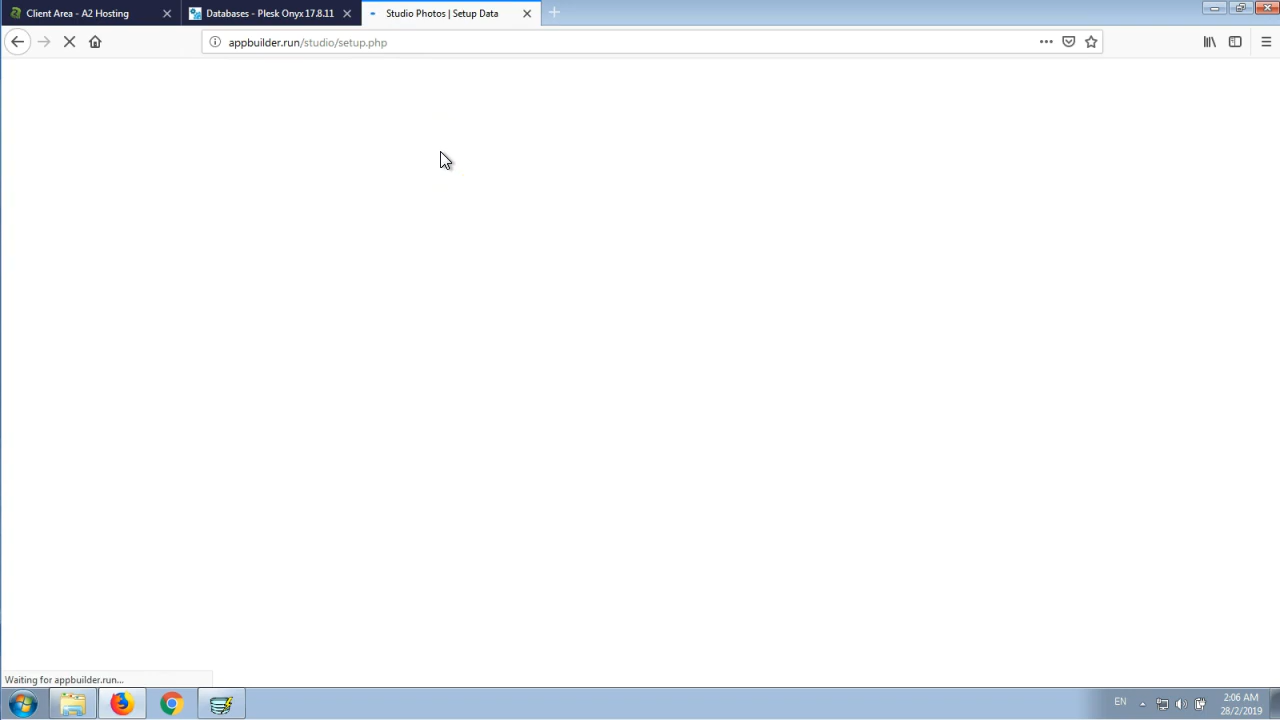 Client Area - A2 Hosting
Databases - Plesk Onyx 17.8.11
Studio Photos | Setup Data
appbuilder.run/studio/setup.php
Waiting for appbuilder.run...
EN
2:06 AM
28/2/2019